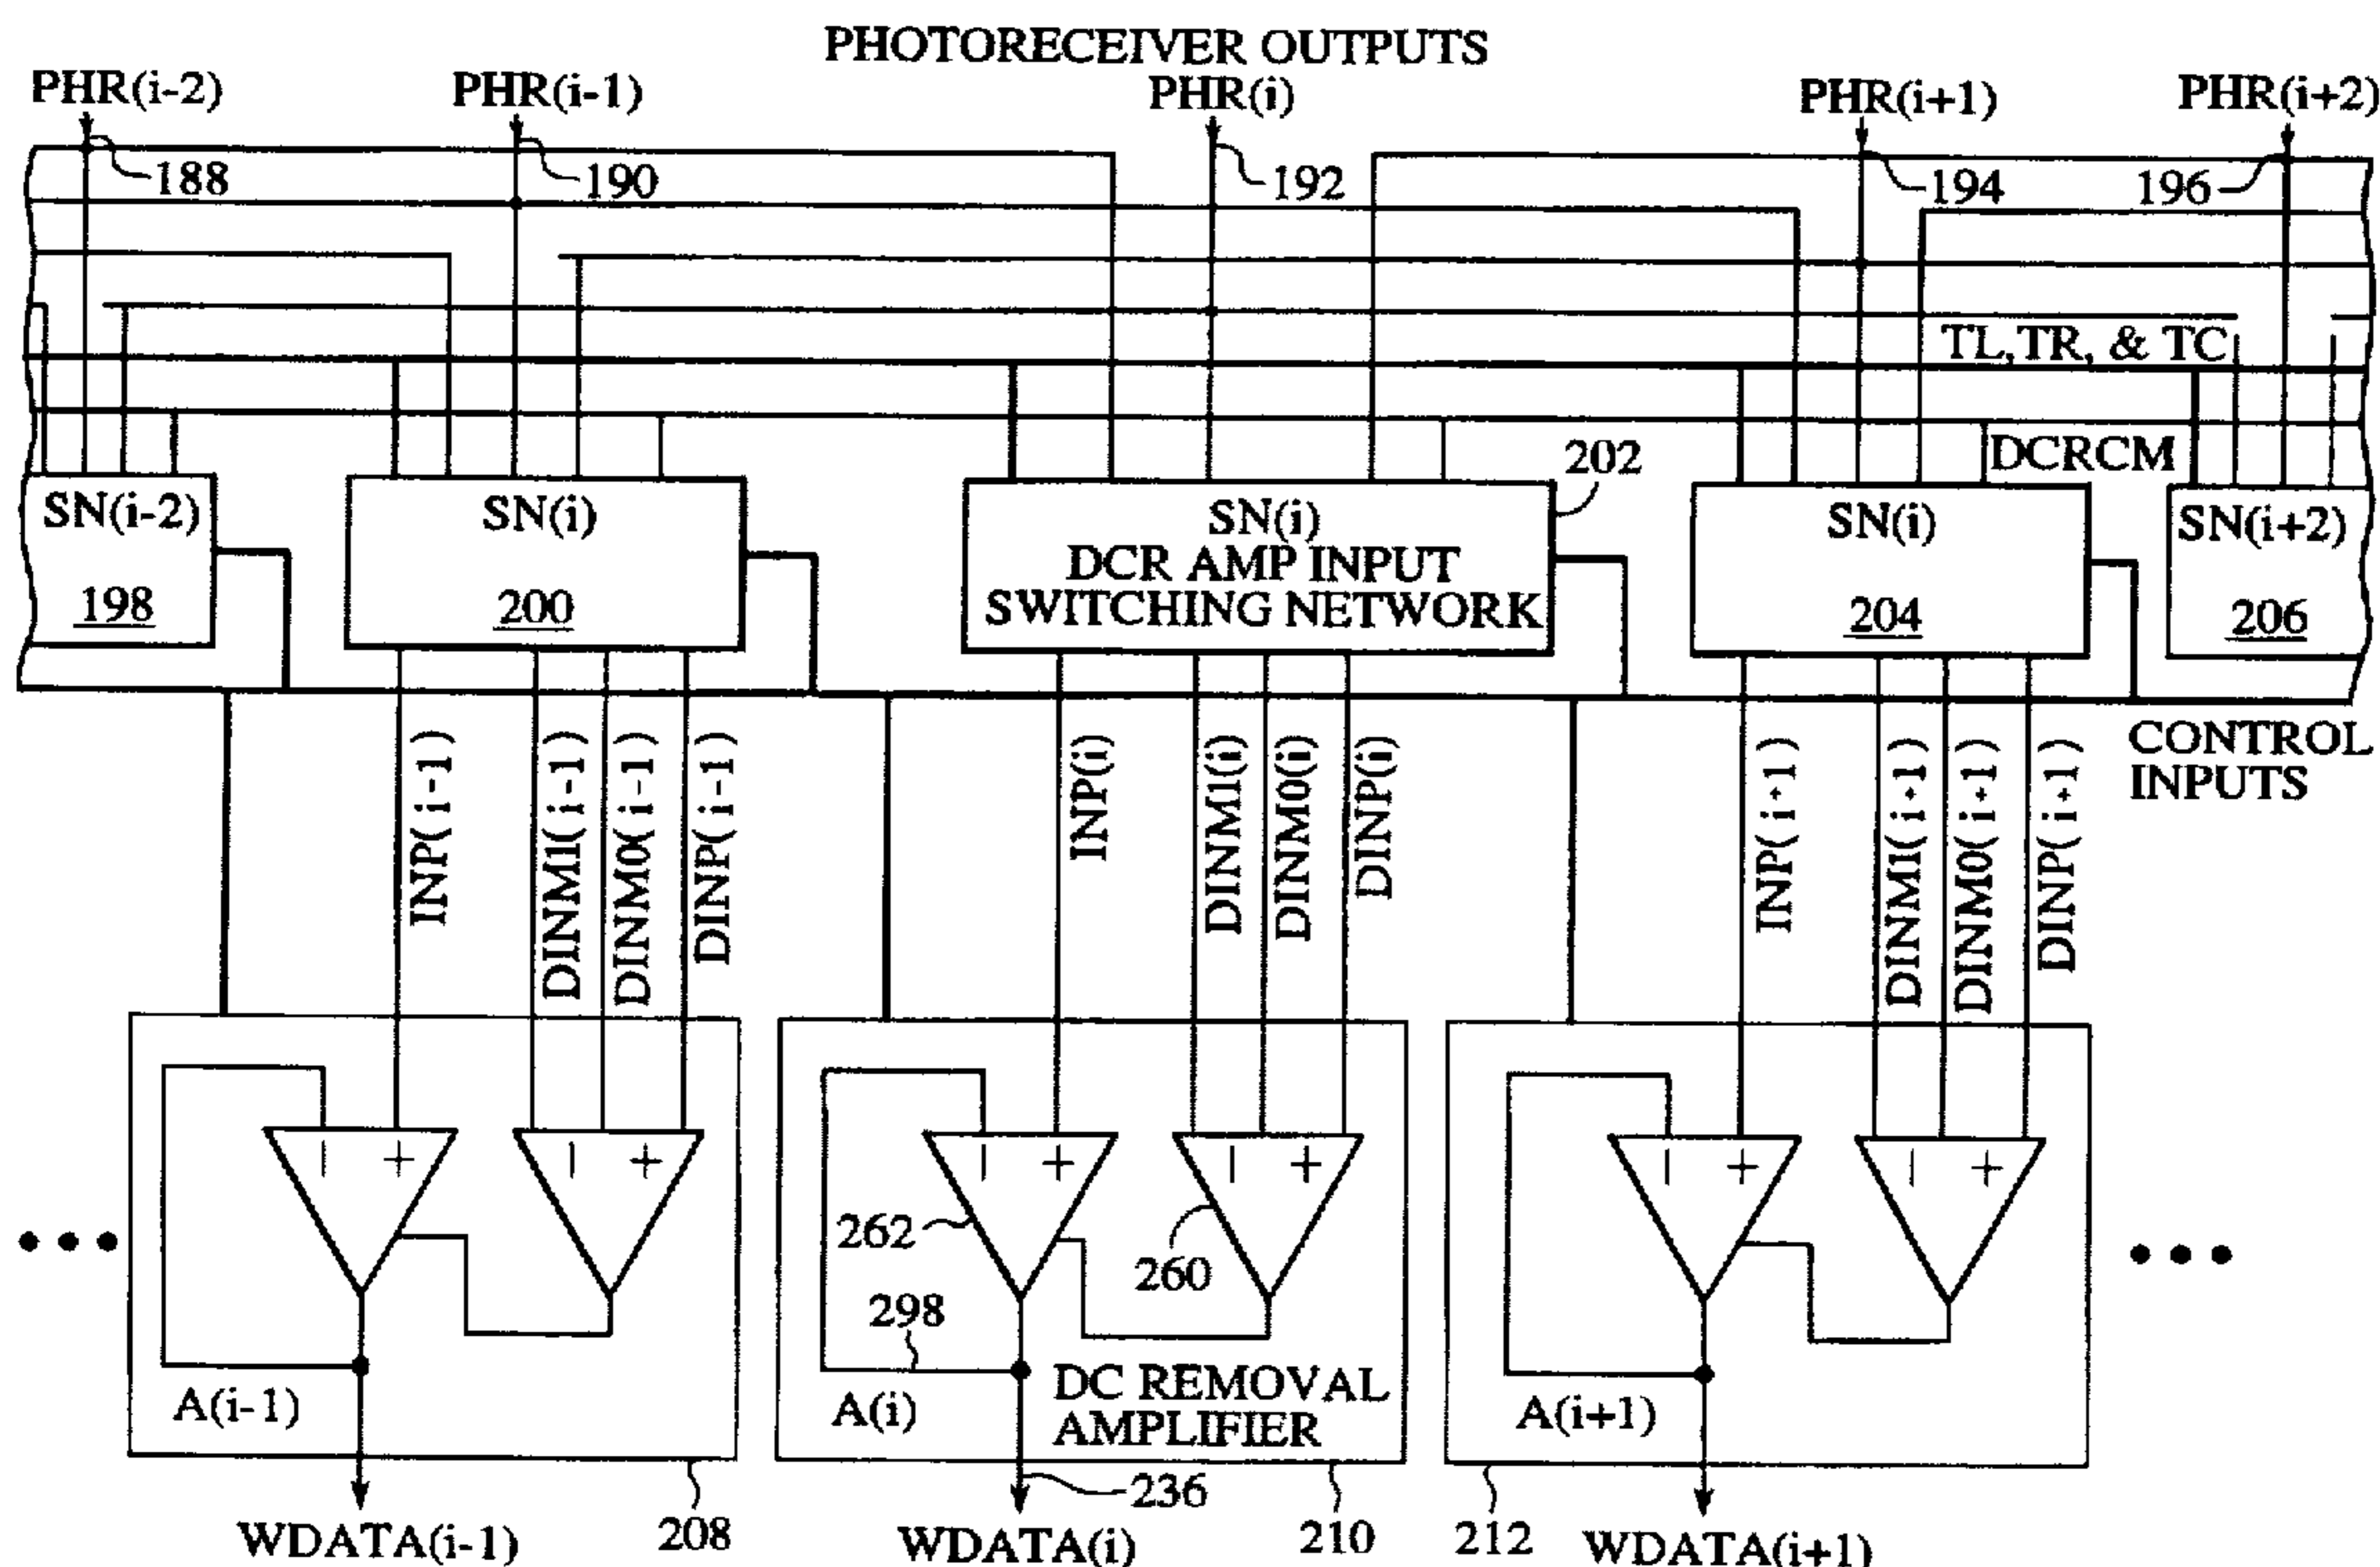 PHOTORECEIVER OUTPUTS
PHR(i-2)
PHR(i-1)
PHR(i)
PHR(i+1)
PHR(i+2)
188
190
192
194
196
TL,TR, & TC
DCRCM
202
SN(i-2)
198
SN(i)
200
SN(i)
DCR AMP INPUT
SWITCHING NETWORK
SN(i)
204
SN(i+2)
206
CONTROL
INPUTS
INP(i-1)
DINM1(i-1)
DINM0(i-1)
DINP(i-1)
INP(i)
DINM1(i)
DINM0(i)
DINP(i)
INP(i+1)
DINM1(i+1)
DINM0(i+1)
DINP(i+1)
− +
− +
− +
− +
− +
− +
262
260
298
A(i-1)
A(i)
DC REMOVAL
AMPLIFIER
A(i+1)
236
WDATA(i-1)
208
WDATA(i)
210
212
WDATA(i+1)